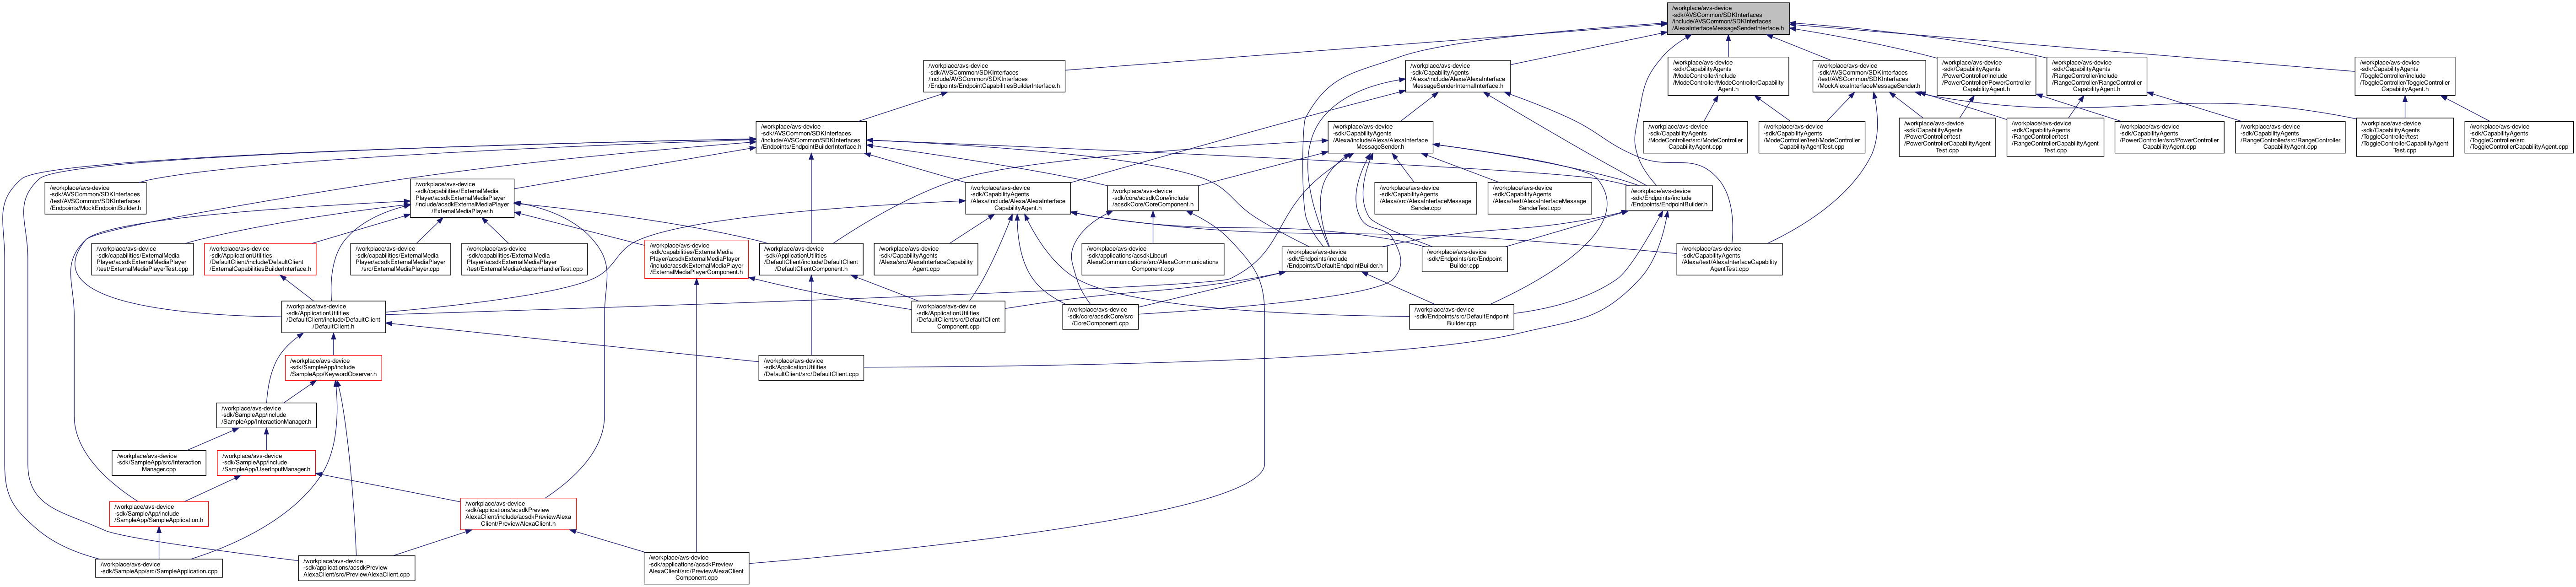 /workplace/avs-device
-sdk/AVSCommon/SDKInterfaces
/include/AVSCommon/SDKInterfaces
/AlexaInterfaceMessageSenderInterface.h
/workplace/avs-device
-sdk/AVSCommon/SDKInterfaces
/include/AVSCommon/SDKInterfaces
/Endpoints/EndpointCapabilitiesBuilderInterface.h
/workplace/avs-device
-sdk/CapabilityAgents
/Alexa/include/Alexa/AlexaInterface
MessageSenderInternalInterface.h
/workplace/avs-device
-sdk/CapabilityAgents
/ModeController/include
/ModeController/ModeControllerCapability
Agent.h
/workplace/avs-device
-sdk/AVSCommon/SDKInterfaces
/test/AVSCommon/SDKInterfaces
/MockAlexaInterfaceMessageSender.h
/workplace/avs-device
-sdk/CapabilityAgents
/PowerController/include
/PowerController/PowerController
CapabilityAgent.h
/workplace/avs-device
-sdk/CapabilityAgents
/RangeController/include
/RangeController/RangeController
CapabilityAgent.h
/workplace/avs-device
-sdk/CapabilityAgents
/ToggleController/include
/ToggleController/ToggleController
CapabilityAgent.h
/workplace/avs-device
-sdk/AVSCommon/SDKInterfaces
/include/AVSCommon/SDKInterfaces
/Endpoints/EndpointBuilderInterface.h
/workplace/avs-device
-sdk/CapabilityAgents
/Alexa/include/Alexa/AlexaInterface
MessageSender.h
/workplace/avs-device
-sdk/CapabilityAgents
/ModeController/src/ModeController
CapabilityAgent.cpp
/workplace/avs-device
-sdk/CapabilityAgents
/ModeController/test/ModeController
CapabilityAgentTest.cpp
/workplace/avs-device
-sdk/CapabilityAgents
/PowerController/test
/PowerControllerCapabilityAgent
Test.cpp
/workplace/avs-device
-sdk/CapabilityAgents
/RangeController/test
/RangeControllerCapabilityAgent
Test.cpp
/workplace/avs-device
-sdk/CapabilityAgents
/PowerController/src/PowerController
CapabilityAgent.cpp
/workplace/avs-device
-sdk/CapabilityAgents
/RangeController/src/RangeController
CapabilityAgent.cpp
/workplace/avs-device
-sdk/CapabilityAgents
/ToggleController/test
/ToggleControllerCapabilityAgent
Test.cpp
/workplace/avs-device
-sdk/CapabilityAgents
/ToggleController/src
/ToggleControllerCapabilityAgent.cpp
/workplace/avs-device
-sdk/AVSCommon/SDKInterfaces
/test/AVSCommon/SDKInterfaces
/Endpoints/MockEndpointBuilder.h
/workplace/avs-device
-sdk/capabilities/ExternalMedia
Player/acsdkExternalMediaPlayer
/include/acsdkExternalMediaPlayer
/ExternalMediaPlayer.h
/workplace/avs-device
-sdk/CapabilityAgents
/Alexa/include/Alexa/AlexaInterface
CapabilityAgent.h
/workplace/avs-device
-sdk/core/acsdkCore/include
/acsdkCore/CoreComponent.h
/workplace/avs-device
-sdk/CapabilityAgents
/Alexa/src/AlexaInterfaceMessage
Sender.cpp
/workplace/avs-device
-sdk/CapabilityAgents
/Alexa/test/AlexaInterfaceMessage
SenderTest.cpp
/workplace/avs-device
-sdk/Endpoints/include
/Endpoints/EndpointBuilder.h
/workplace/avs-device
-sdk/capabilities/ExternalMedia
Player/acsdkExternalMediaPlayer
/test/ExternalMediaPlayerTest.cpp
/workplace/avs-device
-sdk/ApplicationUtilities
/DefaultClient/include/DefaultClient
/ExternalCapabilitiesBuilderInterface.h
/workplace/avs-device
-sdk/capabilities/ExternalMedia
Player/acsdkExternalMediaPlayer
/src/ExternalMediaPlayer.cpp
/workplace/avs-device
-sdk/capabilities/ExternalMedia
Player/acsdkExternalMediaPlayer
/test/ExternalMediaAdapterHandlerTest.cpp
/workplace/avs-device
-sdk/capabilities/ExternalMedia
Player/acsdkExternalMediaPlayer
/include/acsdkExternalMediaPlayer
/ExternalMediaPlayerComponent.h
/workplace/avs-device
-sdk/ApplicationUtilities
/DefaultClient/include/DefaultClient
/DefaultClientComponent.h
/workplace/avs-device
-sdk/CapabilityAgents
/Alexa/src/AlexaInterfaceCapability
Agent.cpp
/workplace/avs-device
-sdk/applications/acsdkLibcurl
AlexaCommunications/src/AlexaCommunications
Component.cpp
/workplace/avs-device
-sdk/Endpoints/include
/Endpoints/DefaultEndpointBuilder.h
/workplace/avs-device
-sdk/Endpoints/src/Endpoint
Builder.cpp
/workplace/avs-device
-sdk/CapabilityAgents
/Alexa/test/AlexaInterfaceCapability
AgentTest.cpp
/workplace/avs-device
-sdk/ApplicationUtilities
/DefaultClient/include/DefaultClient
/DefaultClient.h
/workplace/avs-device
-sdk/ApplicationUtilities
/DefaultClient/src/DefaultClient
Component.cpp
/workplace/avs-device
-sdk/core/acsdkCore/src
/CoreComponent.cpp
/workplace/avs-device
-sdk/Endpoints/src/DefaultEndpoint
Builder.cpp
/workplace/avs-device
-sdk/SampleApp/include
/SampleApp/KeywordObserver.h
/workplace/avs-device
-sdk/ApplicationUtilities
/DefaultClient/src/DefaultClient.cpp
/workplace/avs-device
-sdk/SampleApp/include
/SampleApp/InteractionManager.h
/workplace/avs-device
-sdk/SampleApp/src/Interaction
Manager.cpp
/workplace/avs-device
-sdk/SampleApp/include
/SampleApp/UserInputManager.h
/workplace/avs-device
-sdk/SampleApp/include
/SampleApp/SampleApplication.h
/workplace/avs-device
-sdk/applications/acsdkPreview
AlexaClient/include/acsdkPreviewAlexa
Client/PreviewAlexaClient.h
/workplace/avs-device
-sdk/SampleApp/src/SampleApplication.cpp
/workplace/avs-device
-sdk/applications/acsdkPreview
AlexaClient/src/PreviewAlexaClient.cpp
/workplace/avs-device
-sdk/applications/acsdkPreview
AlexaClient/src/PreviewAlexaClient
Component.cpp